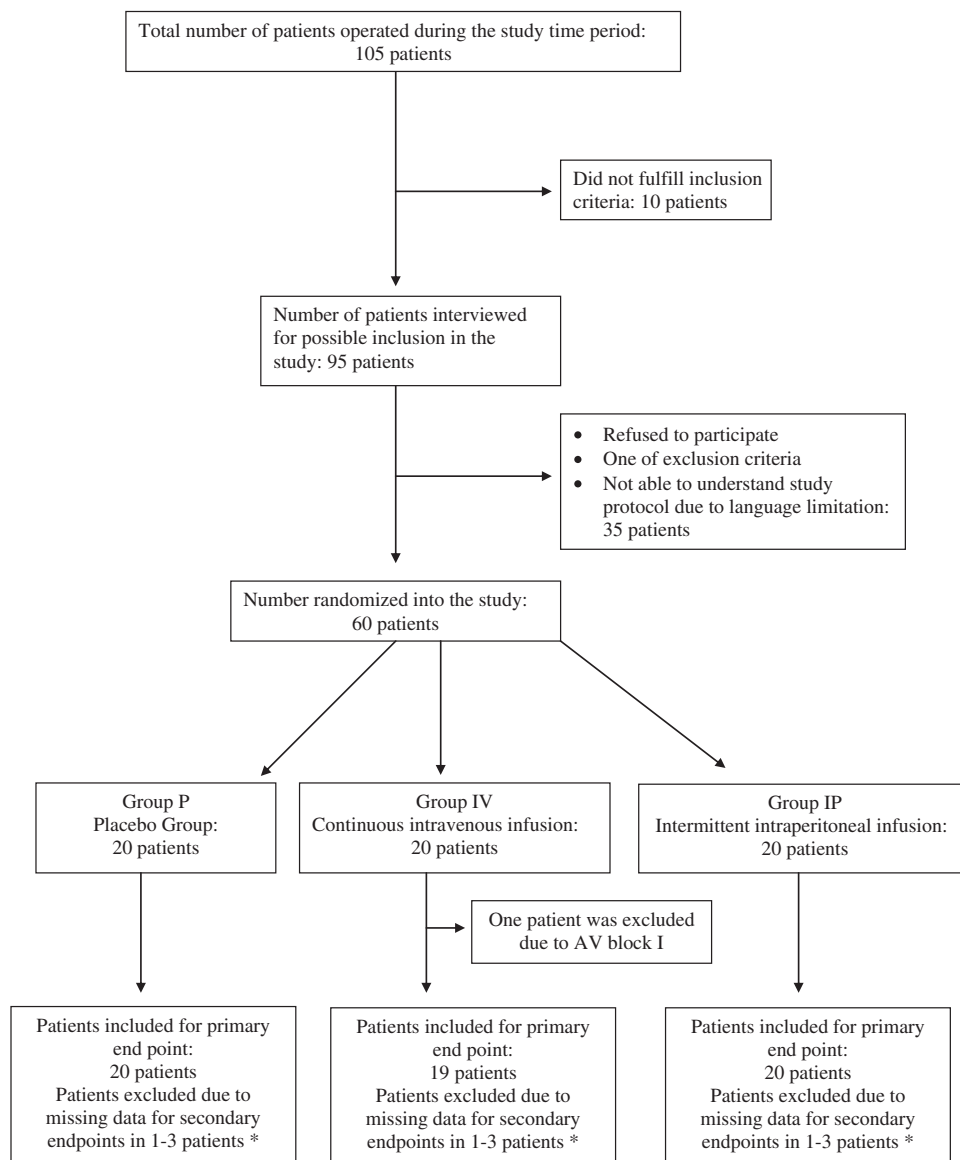 Total number of patients operated during the study time period:
105 patients
Did not fulfill inclusion
criteria: 10 patients
Number of patients interviewed
for possible inclusion in the
study: 95 patients
• Refused to participate
• One of exclusion criteria
• Not able to understand study
protocol due to language limitation:
35 patients
Number randomized into the study:
60 patients
Group P
Placebo Group:
20 patients
Group IV
Continuous intravenous infusion:
20 patients
Group IP
Intermittent intraperitoneal infusion:
20 patients
One patient was excluded
due to AV block I
Patients included for primary
end point:
20 patients
Patients excluded due to
missing data for secondary
endpoints in 1-3 patients *
Patients included for primary
end point:
19 patients
Patients excluded due to
missing data for secondary
endpoints in 1-3 patients *
Patients included for primary
end point:
20 patients
Patients excluded due to
missing data for secondary
endpoints in 1-3 patients *